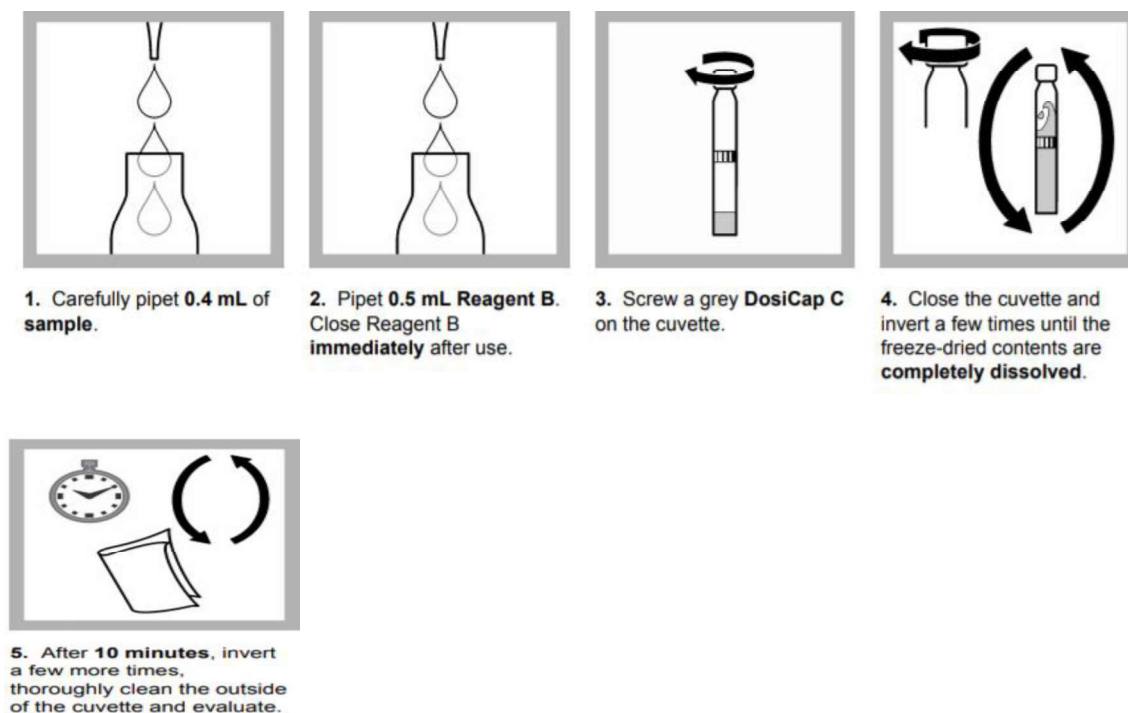 1. Carefully pipet 0.4 mL of
sample.
2. Pipet 0.5 mL Reagent B.
Close Reagent B
immediately after use.
3. Screw a grey DosiCap C
on the cuvette.
4. Close the cuvette and
invert a few times until the
freeze-dried contents are
completely dissolved.
5. After 10 minutes, invert
a few more times,
thoroughly clean the outside
of the cuvette and evaluate.